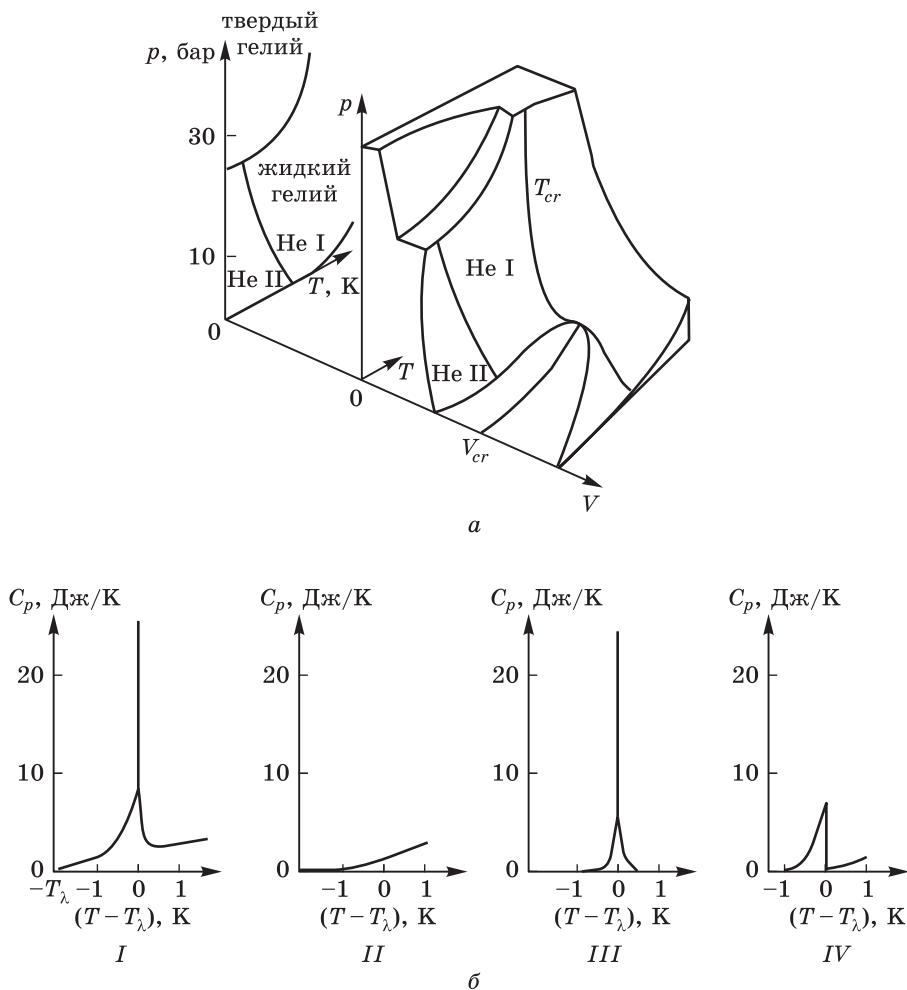 твердый
гелий
p, бар
30
10
0
жидкий
гелий
He I
He II
T, K
p
T_cr
He I
He II
T
0
V_cr
V
а
C_p, Дж/K
20
10
0
−T_λ −1 0 1
(T − T_λ), K
I
C_p, Дж/K
20
10
0
−1 0 1
(T − T_λ), K
II
C_p, Дж/K
20
10
0
−1 0 1
(T − T_λ), K
III
C_p, Дж/K
20
10
0
−1 0 1
(T − T_λ), K
IV
б